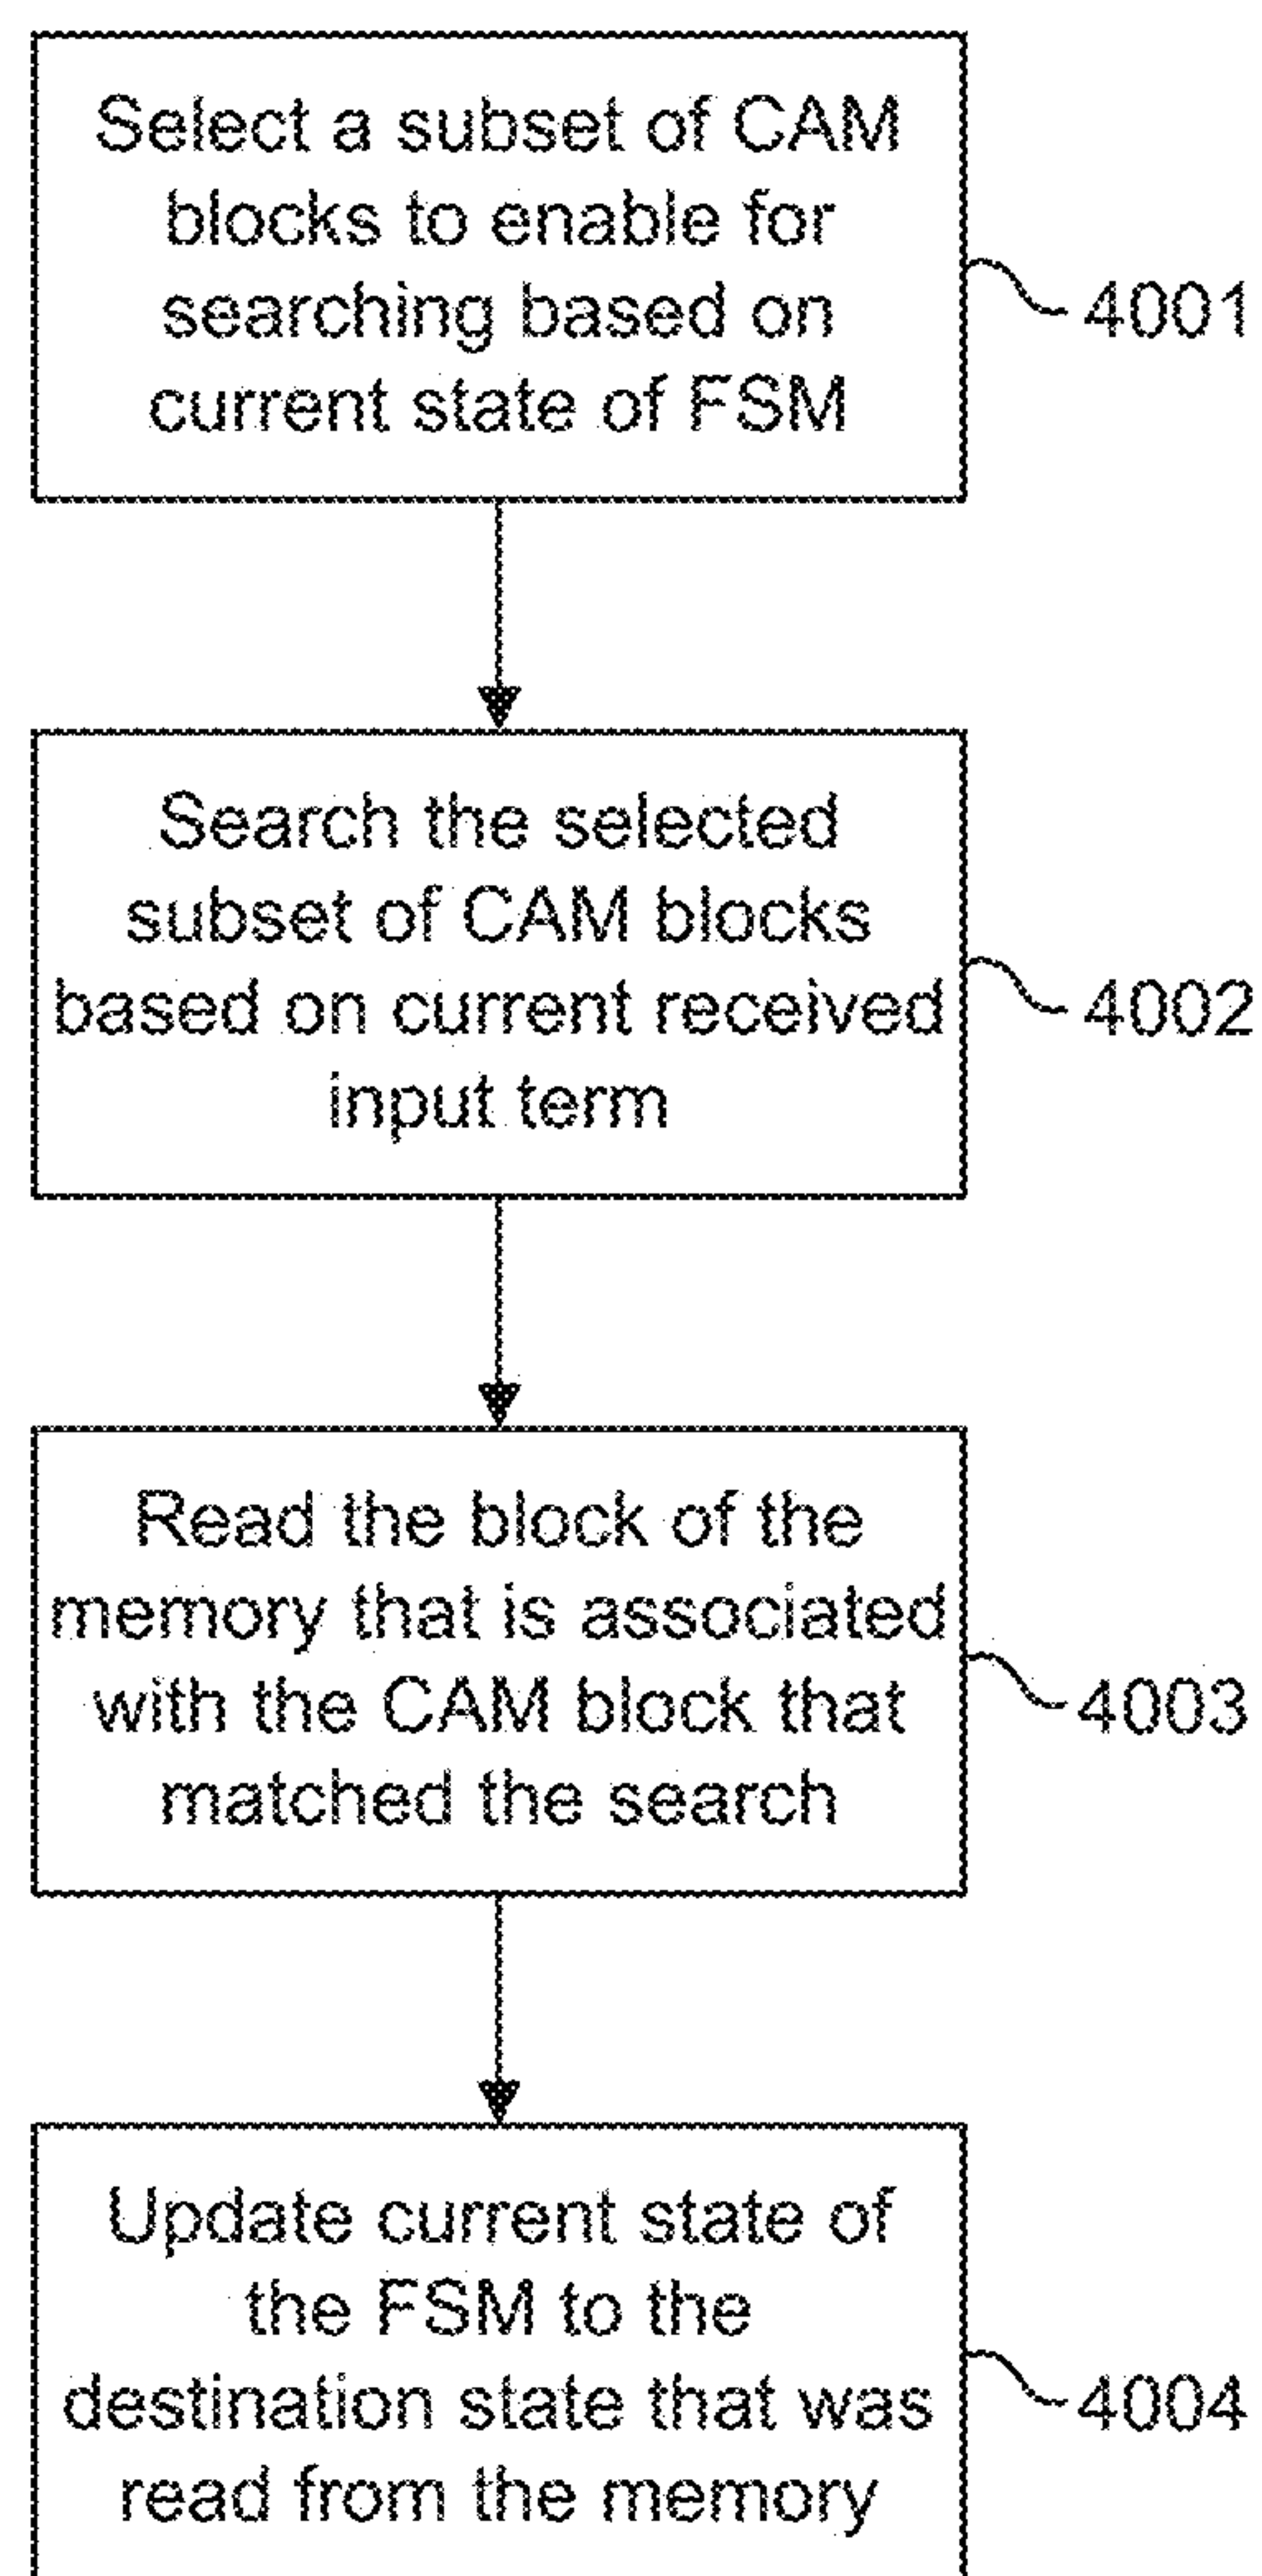 Select a subset of CAM
blocks to enable for
searching based on
current state of FSM
4001
Search the selected
subset of CAM blocks
based on current received
input term
4002
Read the block of the
memory that is associated
with the CAM block that
matched the search
4003
Update current state of
the FSM to the
destination state that was
read from the memory
4004